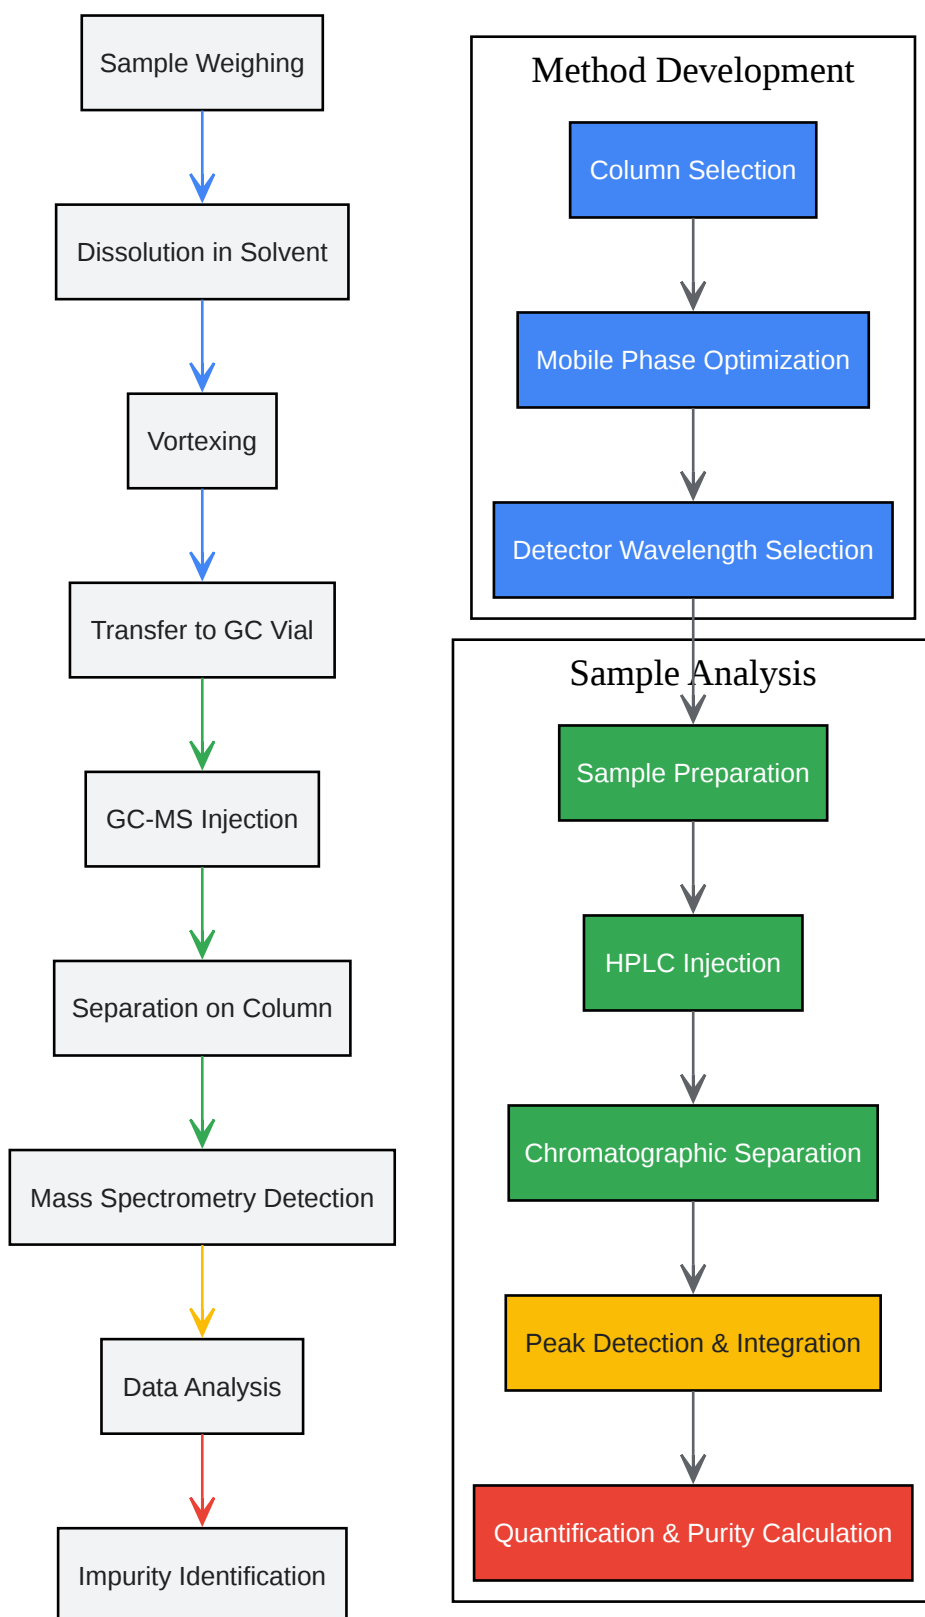 Sample Weighing
Dissolution in Solvent
Vortexing
Transfer to GC Vial
GC-MS Injection
Separation on Column
Mass Spectrometry Detection
Data Analysis
Impurity Identification
Method Development
Column Selection
Mobile Phase Optimization
Detector Wavelength Selection
Sample Analysis
Sample Preparation
HPLC Injection
Chromatographic Separation
Peak Detection & Integration
Quantification & Purity Calculation